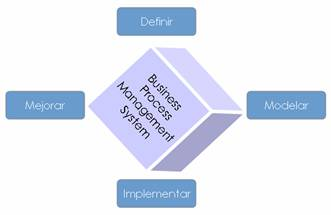 Definir
Business
Process
Management
System
Mejorar
Modelar
Implementar